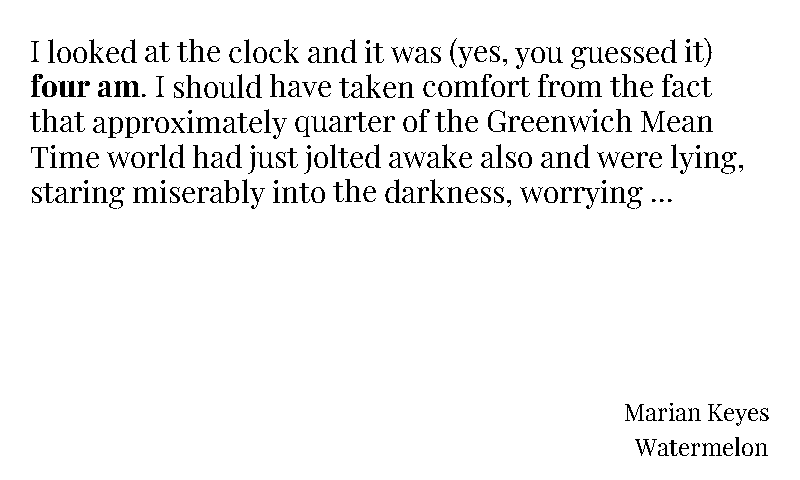 I looked at the clock and it was (yes, you guessed it)
four am. I should have taken comfort from the fact
that approximately quarter of the Greenwich Mean
Time world had just jolted awake also and were lying,
staring miserably into the darkness, worrying ...
Marian Keyes
Watermelon